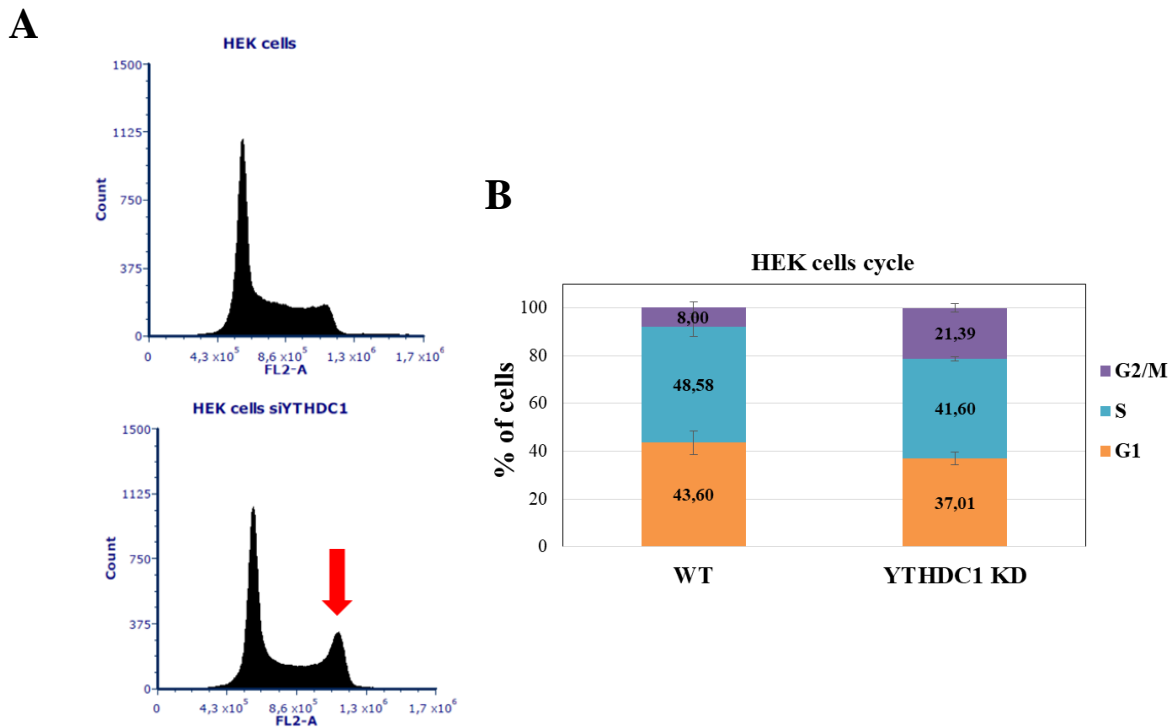 A
HEK cells
1500
1125
750
375
0
Count
0 4,3 x10⁵ 8,6 x10⁵ 1,3 x10⁶ 1,7 x10⁶
FL2-A
HEK cells siYTHDC1
1500
1125
750
375
0
Count
0 4,3 x10⁵ 8,6 x10⁵ 1,3 x10⁶ 1,7 x10⁶
FL2-A
B
HEK cells cycle
100
80
60
40
20
0
% of cells
8,00
48,58
43,60
21,39
41,60
37,01
WT YTHDC1 KD
G2/M
S
G1